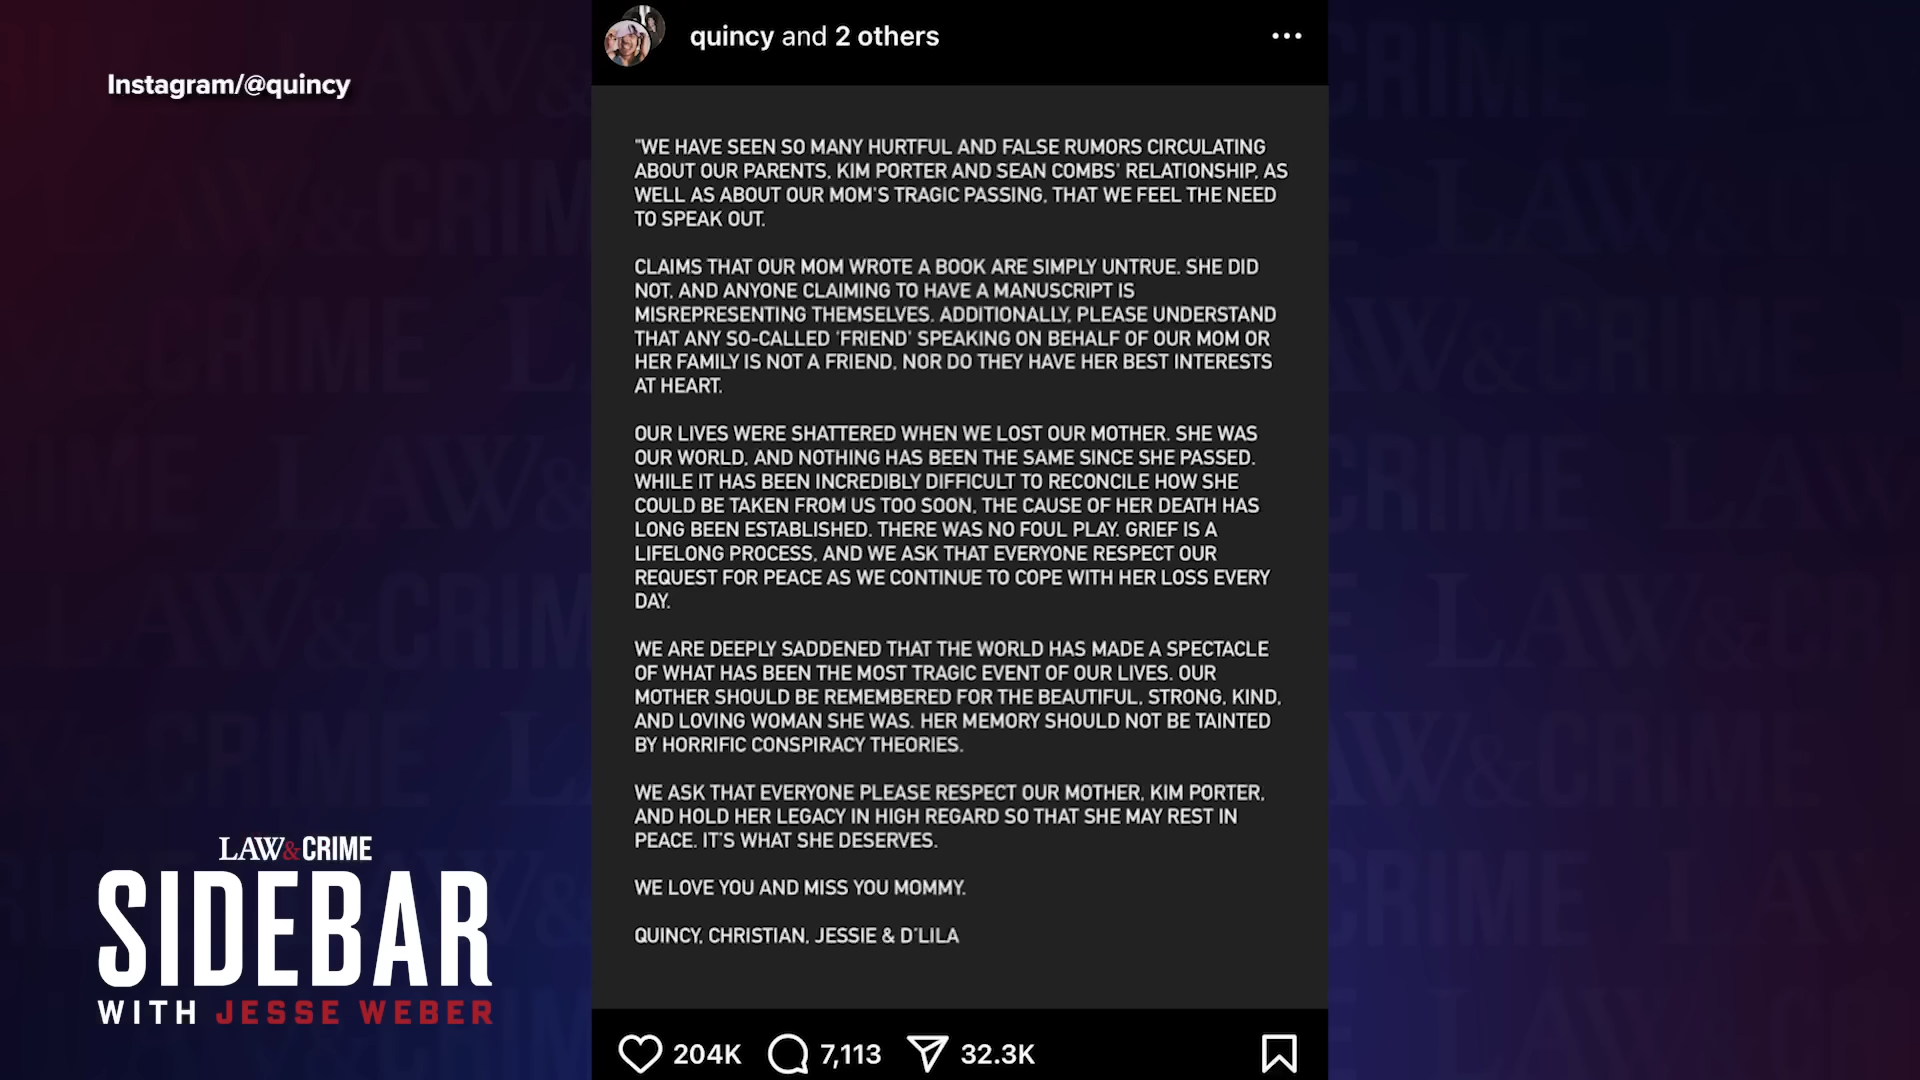 quincy and 2 others
Instagram/@quincy
"WE HAVE SEEN SO MANY HURTFUL AND FALSE RUMORS CIRCULATING
ABOUT OUR PARENTS, KIM PORTER AND SEAN COMBS' RELATIONSHIP, AS
WELL AS ABOUT OUR MOM'S TRAGIC PASSING, THAT WE FEEL THE NEED
TO SPEAK OUT.
CLAIMS THAT OUR MOM WROTE A BOOK ARE SIMPLY UNTRUE. SHE DID
NOT, AND ANYONE CLAIMING TO HAVE A MANUSCRIPT IS
MISREPRESENTING THEMSELVES. ADDITIONALLY, PLEASE UNDERSTAND
THAT ANY SO-CALLED 'FRIEND' SPEAKING ON BEHALF OF OUR MOM OR
HER FAMILY IS NOT A FRIEND, NOR DO THEY HAVE HER BEST INTERESTS
AT HEART.
OUR LIVES WERE SHATTERED WHEN WE LOST OUR MOTHER. SHE WAS
OUR WORLD, AND NOTHING HAS BEEN THE SAME SINCE SHE PASSED.
WHILE IT HAS BEEN INCREDIBLY DIFFICULT TO RECONCILE HOW SHE
COULD BE TAKEN FROM US TOO SOON, THE CAUSE OF HER DEATH HAS
LONG BEEN ESTABLISHED. THERE WAS NO FOUL PLAY. GRIEF IS A
LIFELONG PROCESS, AND WE ASK THAT EVERYONE RESPECT OUR
REQUEST FOR PEACE AS WE CONTINUE TO COPE WITH HER LOSS EVERY
DAY.
WE ARE DEEPLY SADDENED THAT THE WORLD HAS MADE A SPECTACLE
OF WHAT HAS BEEN THE MOST TRAGIC EVENT OF OUR LIVES. OUR
MOTHER SHOULD BE REMEMBERED FOR THE BEAUTIFUL, STRONG, KIND,
AND LOVING WOMAN SHE WAS. HER MEMORY SHOULD NOT BE TAINTED
BY HORRIFIC CONSPIRACY THEORIES.
WE ASK THAT EVERYONE PLEASE RESPECT OUR MOTHER, KIM PORTER,
AND HOLD HER LEGACY IN HIGH REGARD SO THAT SHE MAY REST IN
PEACE. IT'S WHAT SHE DESERVES.
WE LOVE YOU AND MISS YOU MOMMY.
QUINCY, CHRISTIAN, JESSIE & D'LILA
204K 7,113 32.3K
LAW&CRIME
SIDEBAR
WITH JESSE WEBER